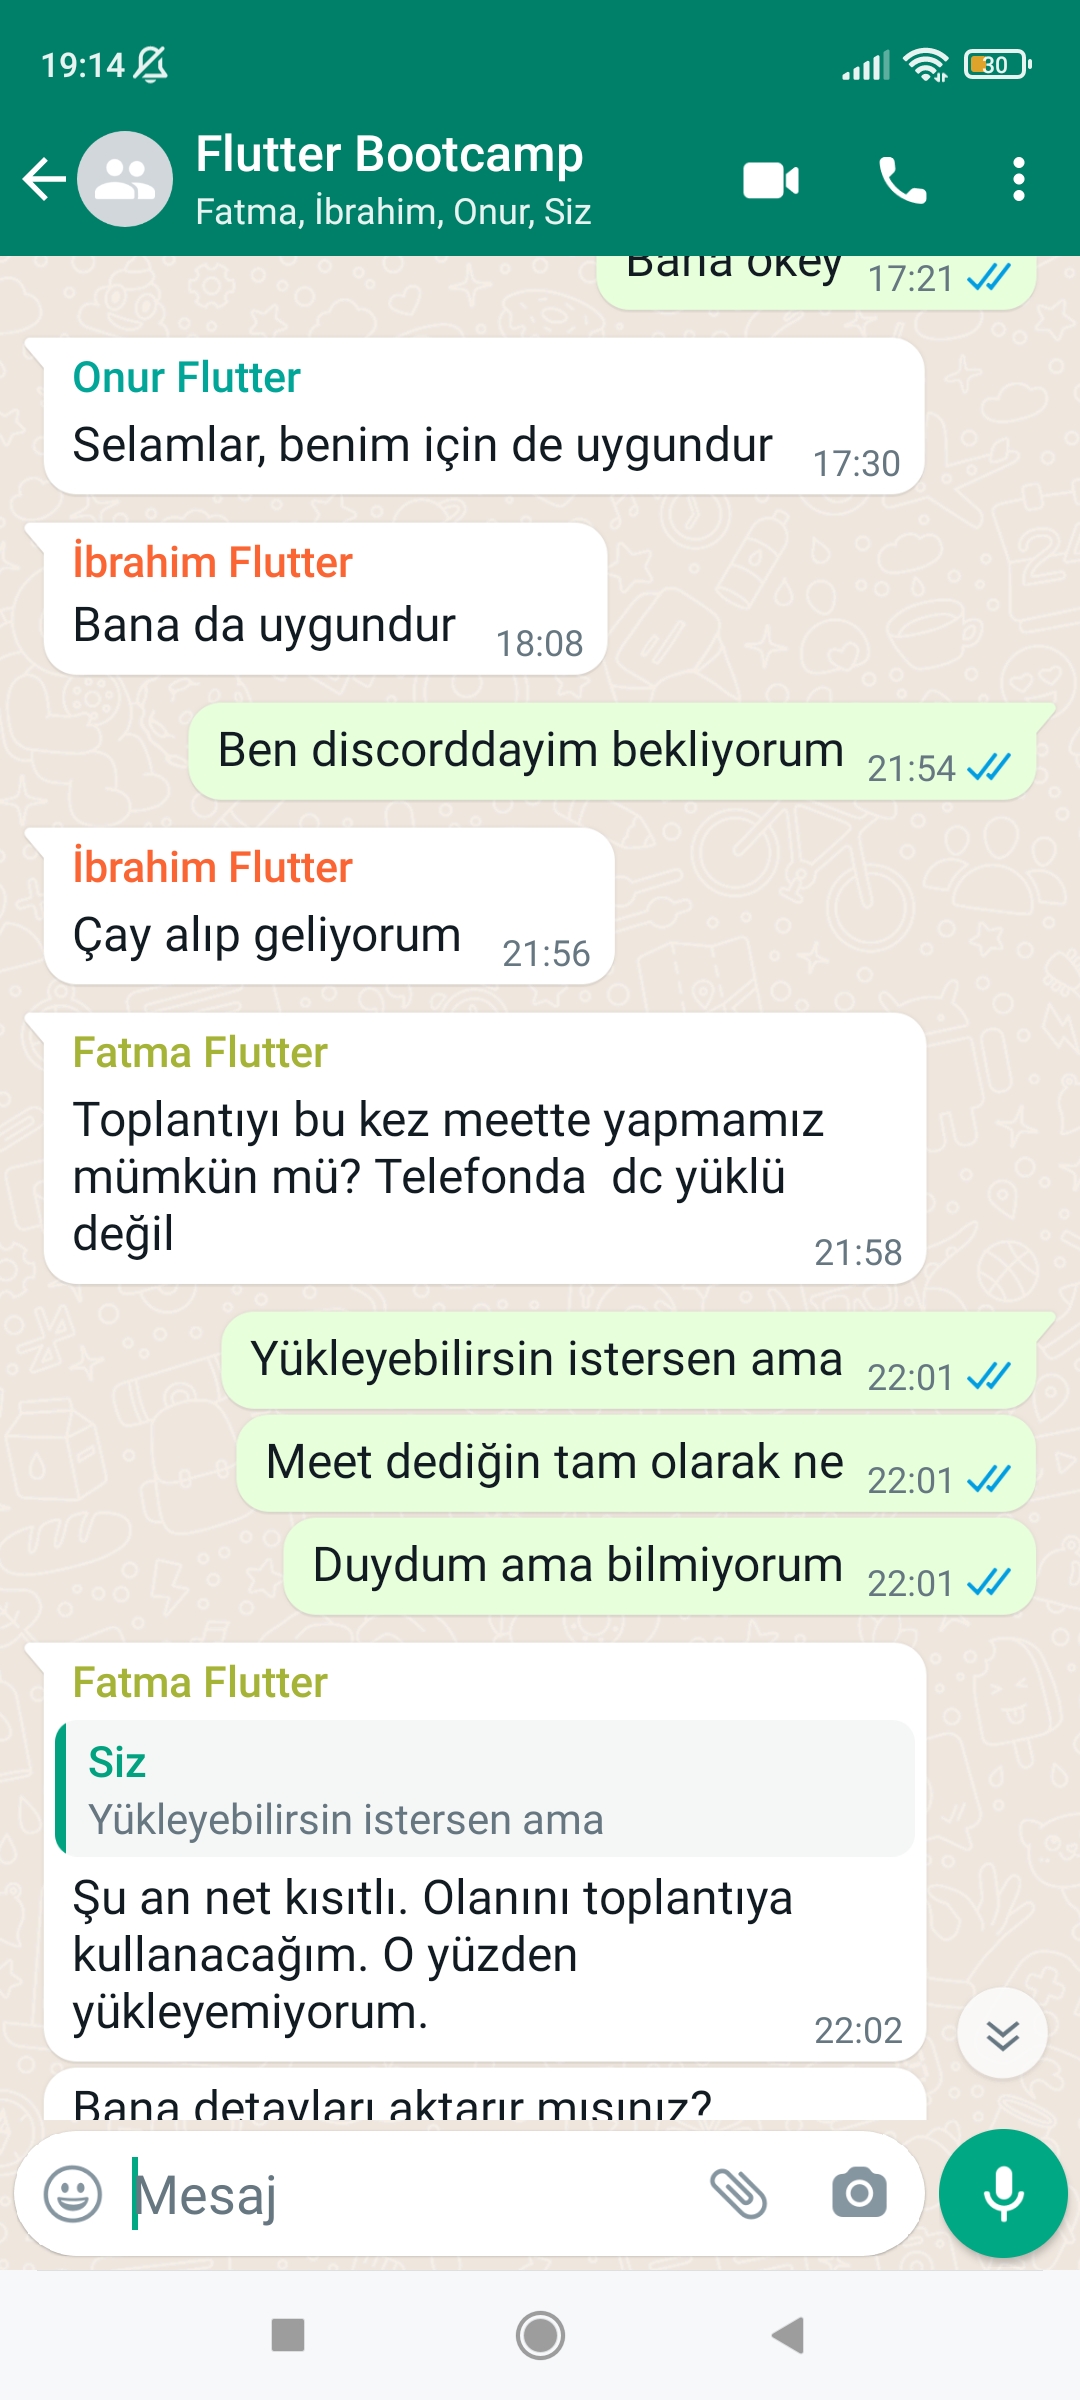 19:14
30
Flutter Bootcamp
Fatma, İbrahim, Onur, Siz
Bana okey 17:21
Onur Flutter
Selamlar, benim için de uygundur 17:30
İbrahim Flutter
Bana da uygundur 18:08
Ben discorddayim bekliyorum 21:54
İbrahim Flutter
Çay alıp geliyorum 21:56
Fatma Flutter
Toplantıyı bu kez meette yapmamız
mümkün mü? Telefonda  dc yüklü
değil 21:58
Yükleyebilirsin istersen ama 22:01
Meet dediğin tam olarak ne 22:01
Duydum ama bilmiyorum 22:01
Fatma Flutter
Siz
Yükleyebilirsin istersen ama
Şu an net kısıtlı. Olanını toplantıya
kullanacağım. O yüzden
yükleyemiyorum. 22:02
Bana detayları aktarır mısınız?
Mesaj